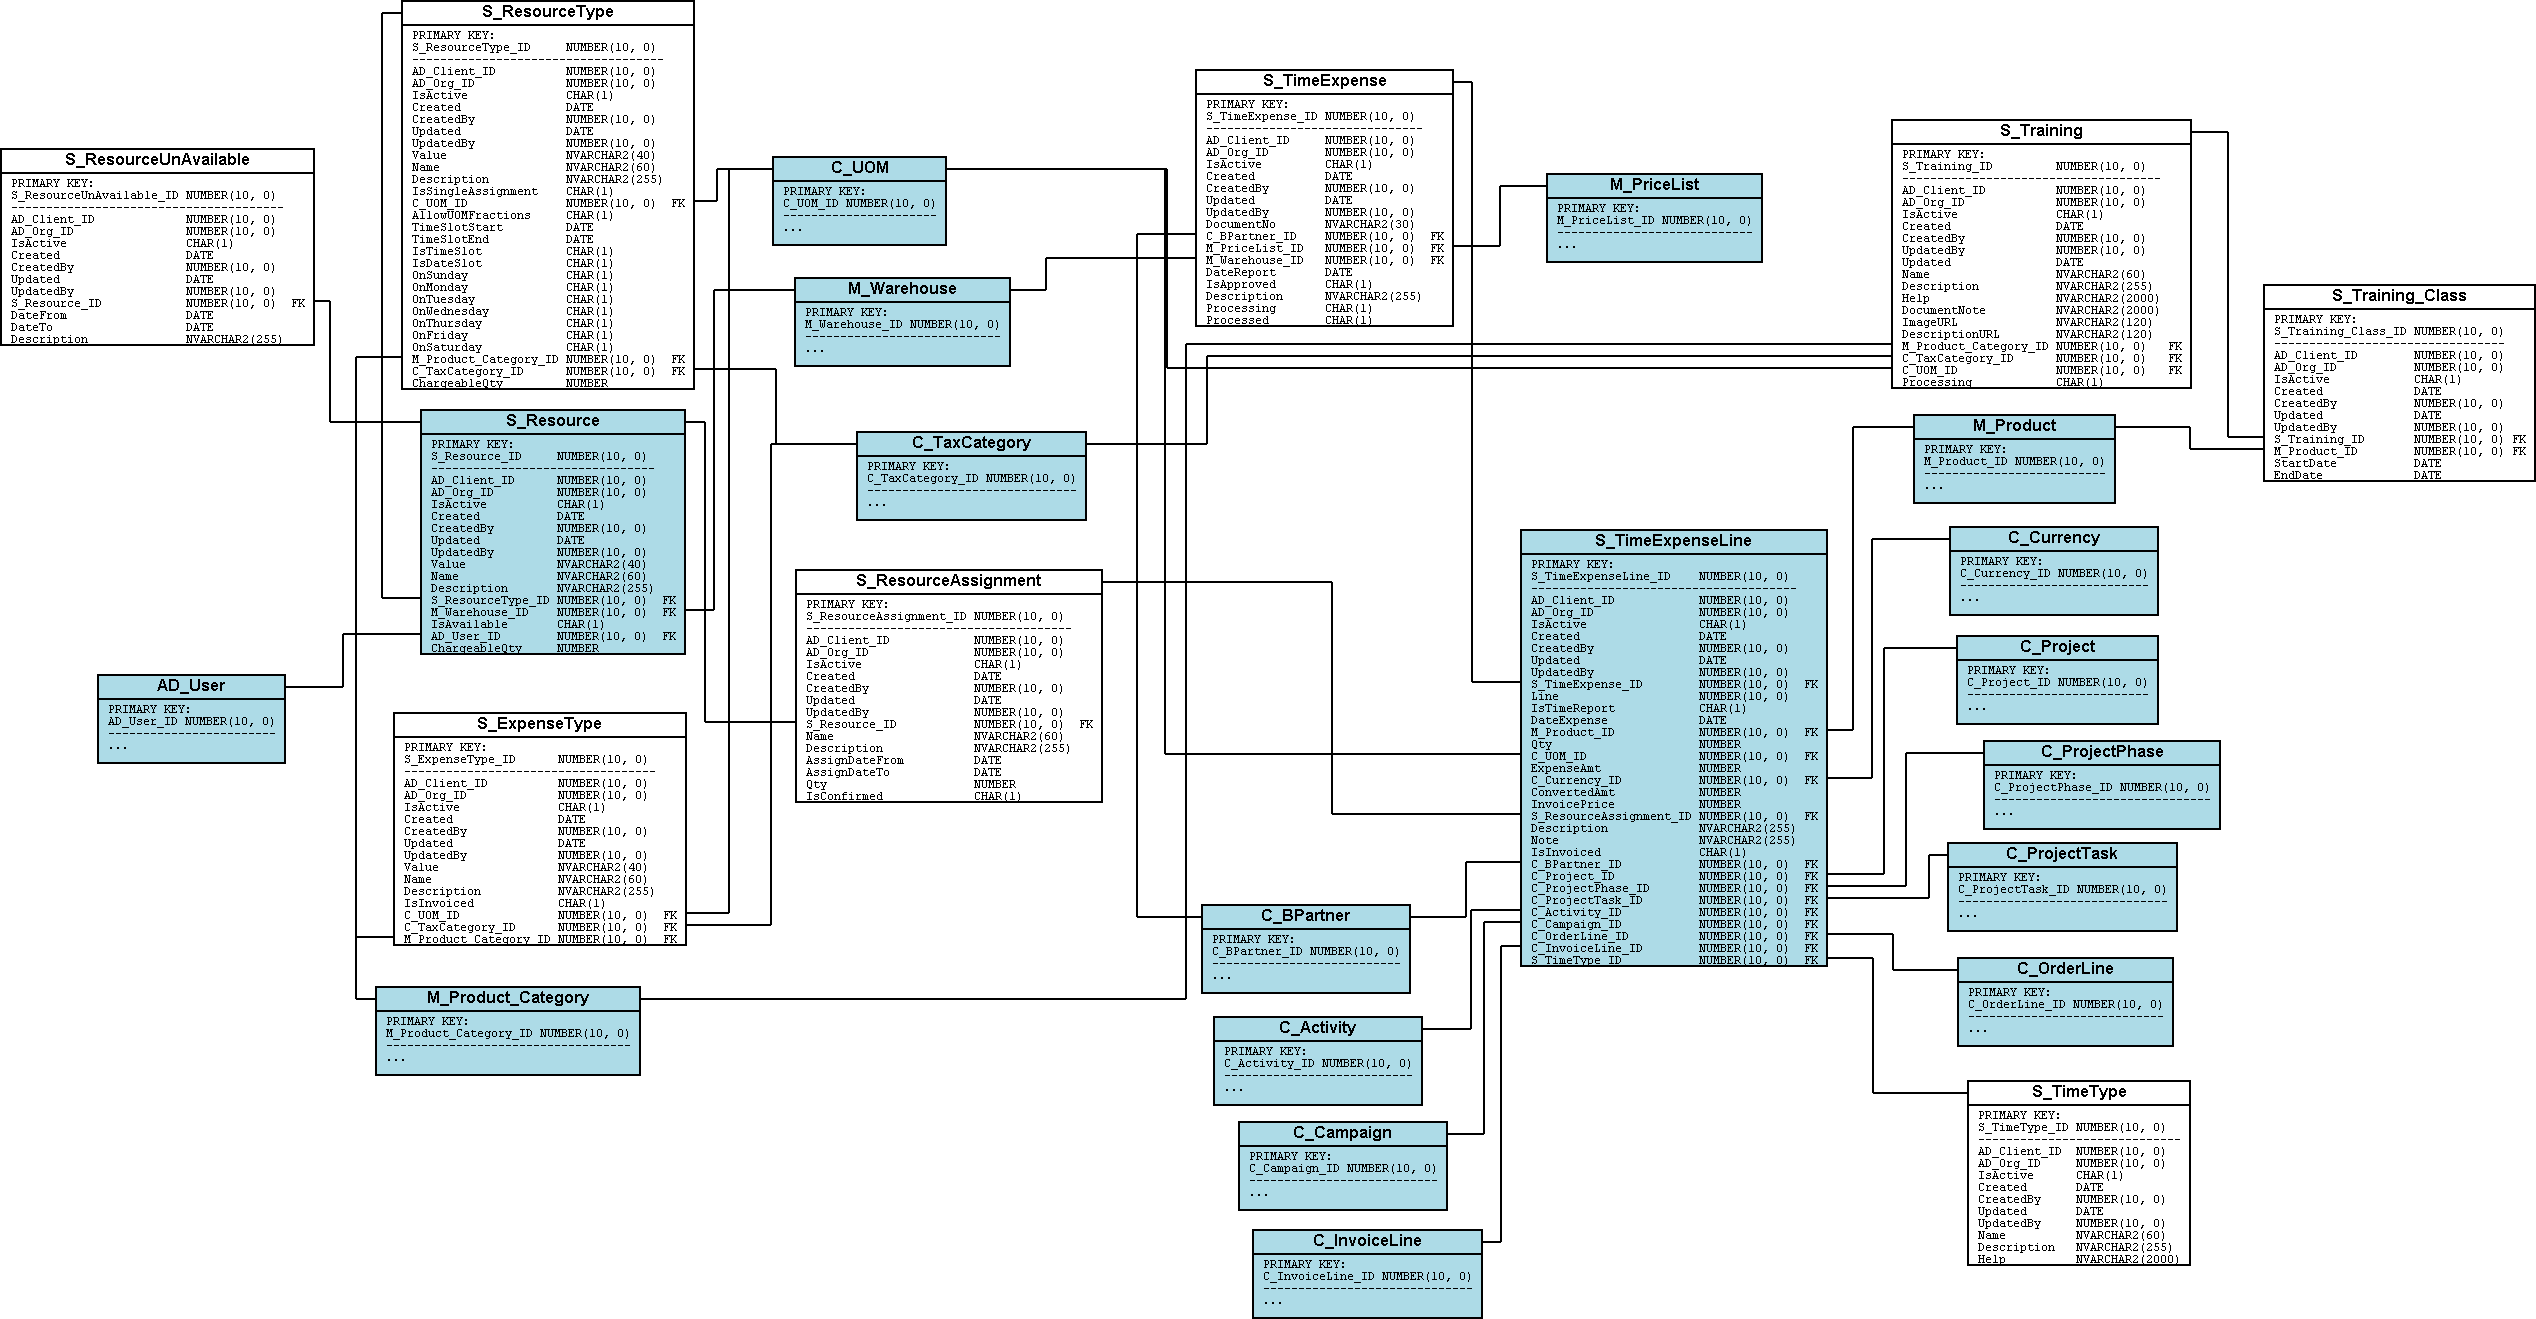 S_ResourceType
PRIMARY KEY:
S_ResourceType_ID NUMBER(10, 0)
AD_Client_ID NUMBER(10, 0)
AD_Org_ID NUMBER(10, 0)
IsActive CHAR(1)
Created DATE
CreatedBy NUMBER(10, 0)
Updated DATE
UpdatedBy NUMBER(10, 0)
Value NVARCHAR2(40)
Name NVARCHAR2(60)
Description NVARCHAR2(255)
IsSingleAssignment CHAR(1)
C_UOM_ID NUMBER(10, 0) FK
AllowUOMFractions CHAR(1)
TimeSlotStart DATE
TimeSlotEnd DATE
IsTimeSlot CHAR(1)
IsDateSlot CHAR(1)
OnSunday CHAR(1)
OnMonday CHAR(1)
OnTuesday CHAR(1)
OnWednesday CHAR(1)
OnThursday CHAR(1)
OnFriday CHAR(1)
OnSaturday CHAR(1)
M_Product_Category_ID NUMBER(10, 0) FK
C_TaxCategory_ID NUMBER(10, 0) FK
ChargeableQty NUMBER
S_ResourceUnAvailable
PRIMARY KEY:
S_ResourceUnAvailable_ID NUMBER(10, 0)
AD_Client_ID NUMBER(10, 0)
AD_Org_ID NUMBER(10, 0)
IsActive CHAR(1)
Created DATE
CreatedBy NUMBER(10, 0)
Updated DATE
UpdatedBy NUMBER(10, 0)
S_Resource_ID NUMBER(10, 0) FK
DateFrom DATE
DateTo DATE
Description NVARCHAR2(255)
C_UOM
PRIMARY KEY:
C_UOM_ID NUMBER(10, 0)
...
M_Warehouse
PRIMARY KEY:
M_Warehouse_ID NUMBER(10, 0)
...
S_TimeExpense
PRIMARY KEY:
S_TimeExpense_ID NUMBER(10, 0)
AD_Client_ID NUMBER(10, 0)
AD_Org_ID NUMBER(10, 0)
IsActive CHAR(1)
Created DATE
CreatedBy NUMBER(10, 0)
Updated DATE
UpdatedBy NUMBER(10, 0)
DocumentNo NVARCHAR2(30)
C_BPartner_ID NUMBER(10, 0) FK
M_PriceList_ID NUMBER(10, 0) FK
M_Warehouse_ID NUMBER(10, 0) FK
DateReport DATE
IsApproved CHAR(1)
Description NVARCHAR2(255)
Processing CHAR(1)
Processed CHAR(1)
M_PriceList
PRIMARY KEY:
M_PriceList_ID NUMBER(10, 0)
...
S_Training
PRIMARY KEY:
S_Training_ID NUMBER(10, 0)
AD_Client_ID NUMBER(10, 0)
AD_Org_ID NUMBER(10, 0)
IsActive CHAR(1)
Created DATE
CreatedBy NUMBER(10, 0)
UpdatedBy NUMBER(10, 0)
Updated DATE
Name NVARCHAR2(60)
Description NVARCHAR2(255)
Help NVARCHAR2(2000)
DocumentNote NVARCHAR2(2000)
ImageURL NVARCHAR2(120)
DescriptionURL NVARCHAR2(120)
M_Product_Category_ID NUMBER(10, 0) FK
C_TaxCategory_ID NUMBER(10, 0) FK
C_UOM_ID NUMBER(10, 0) FK
Processing CHAR(1)
S_Training_Class
PRIMARY KEY:
S_Training_Class_ID NUMBER(10, 0)
AD_Client_ID NUMBER(10, 0)
AD_Org_ID NUMBER(10, 0)
IsActive CHAR(1)
Created DATE
CreatedBy NUMBER(10, 0)
Updated DATE
UpdatedBy NUMBER(10, 0)
S_Training_ID NUMBER(10, 0) FK
M_Product_ID NUMBER(10, 0) FK
StartDate DATE
EndDate DATE
S_Resource
PRIMARY KEY:
S_Resource_ID NUMBER(10, 0)
AD_Client_ID NUMBER(10, 0)
AD_Org_ID NUMBER(10, 0)
IsActive CHAR(1)
Created DATE
CreatedBy NUMBER(10, 0)
Updated DATE
UpdatedBy NUMBER(10, 0)
Value NVARCHAR2(40)
Name NVARCHAR2(60)
Description NVARCHAR2(255)
S_ResourceType_ID NUMBER(10, 0) FK
M_Warehouse_ID NUMBER(10, 0) FK
IsAvailable CHAR(1)
AD_User_ID NUMBER(10, 0) FK
ChargeableQty NUMBER
C_TaxCategory
PRIMARY KEY:
C_TaxCategory_ID NUMBER(10, 0)
...
M_Product
PRIMARY KEY:
M_Product_ID NUMBER(10, 0)
...
S_ResourceAssignment
PRIMARY KEY:
S_ResourceAssignment_ID NUMBER(10, 0)
AD_Client_ID NUMBER(10, 0)
AD_Org_ID NUMBER(10, 0)
IsActive CHAR(1)
Created DATE
CreatedBy NUMBER(10, 0)
Updated DATE
UpdatedBy NUMBER(10, 0)
S_Resource_ID NUMBER(10, 0) FK
Name NVARCHAR2(60)
Description NVARCHAR2(255)
AssignDateFrom DATE
AssignDateTo DATE
Qty NUMBER
IsConfirmed CHAR(1)
S_TimeExpenseLine
PRIMARY KEY:
S_TimeExpenseLine_ID NUMBER(10, 0)
AD_Client_ID NUMBER(10, 0)
AD_Org_ID NUMBER(10, 0)
IsActive CHAR(1)
Created DATE
CreatedBy NUMBER(10, 0)
Updated DATE
UpdatedBy NUMBER(10, 0)
S_TimeExpense_ID NUMBER(10, 0) FK
Line NUMBER(10, 0)
IsTimeReport CHAR(1)
DateExpense DATE
M_Product_ID NUMBER(10, 0) FK
Qty NUMBER
C_UOM_ID NUMBER(10, 0) FK
ExpenseAmt NUMBER
C_Currency_ID NUMBER(10, 0) FK
ConvertedAmt NUMBER
InvoicePrice NUMBER
S_ResourceAssignment_ID NUMBER(10, 0) FK
Description NVARCHAR2(255)
Note NVARCHAR2(255)
IsInvoiced CHAR(1)
C_BPartner_ID NUMBER(10, 0) FK
C_Project_ID NUMBER(10, 0) FK
C_ProjectPhase_ID NUMBER(10, 0) FK
C_ProjectTask_ID NUMBER(10, 0) FK
C_Activity_ID NUMBER(10, 0) FK
C_Campaign_ID NUMBER(10, 0) FK
C_OrderLine_ID NUMBER(10, 0) FK
C_InvoiceLine_ID NUMBER(10, 0) FK
S_TimeType_ID NUMBER(10, 0) FK
C_Currency
PRIMARY KEY:
C_Currency_ID NUMBER(10, 0)
...
C_Project
PRIMARY KEY:
C_Project_ID NUMBER(10, 0)
...
C_ProjectPhase
PRIMARY KEY:
C_ProjectPhase_ID NUMBER(10, 0)
...
C_ProjectTask
PRIMARY KEY:
C_ProjectTask_ID NUMBER(10, 0)
...
C_OrderLine
PRIMARY KEY:
C_OrderLine_ID NUMBER(10, 0)
...
AD_User
PRIMARY KEY:
AD_User_ID NUMBER(10, 0)
...
S_ExpenseType
PRIMARY KEY:
S_ExpenseType_ID NUMBER(10, 0)
AD_Client_ID NUMBER(10, 0)
AD_Org_ID NUMBER(10, 0)
IsActive CHAR(1)
Created DATE
CreatedBy NUMBER(10, 0)
Updated DATE
UpdatedBy NUMBER(10, 0)
Value NVARCHAR2(40)
Name NVARCHAR2(60)
Description NVARCHAR2(255)
IsInvoiced CHAR(1)
C_UOM_ID NUMBER(10, 0) FK
C_TaxCategory_ID NUMBER(10, 0) FK
M_Product_Category_ID NUMBER(10, 0) FK
M_Product_Category
PRIMARY KEY:
M_Product_Category_ID NUMBER(10, 0)
...
C_BPartner
PRIMARY KEY:
C_BPartner_ID NUMBER(10, 0)
...
C_Activity
PRIMARY KEY:
C_Activity_ID NUMBER(10, 0)
...
C_Campaign
PRIMARY KEY:
C_Campaign_ID NUMBER(10, 0)
...
C_InvoiceLine
PRIMARY KEY:
C_InvoiceLine_ID NUMBER(10, 0)
...
S_TimeType
PRIMARY KEY:
S_TimeType_ID NUMBER(10, 0)
AD_Client_ID NUMBER(10, 0)
AD_Org_ID NUMBER(10, 0)
IsActive CHAR(1)
Created DATE
CreatedBy NUMBER(10, 0)
Updated DATE
UpdatedBy NUMBER(10, 0)
Name NVARCHAR2(60)
Description NVARCHAR2(255)
Help NVARCHAR2(2000)